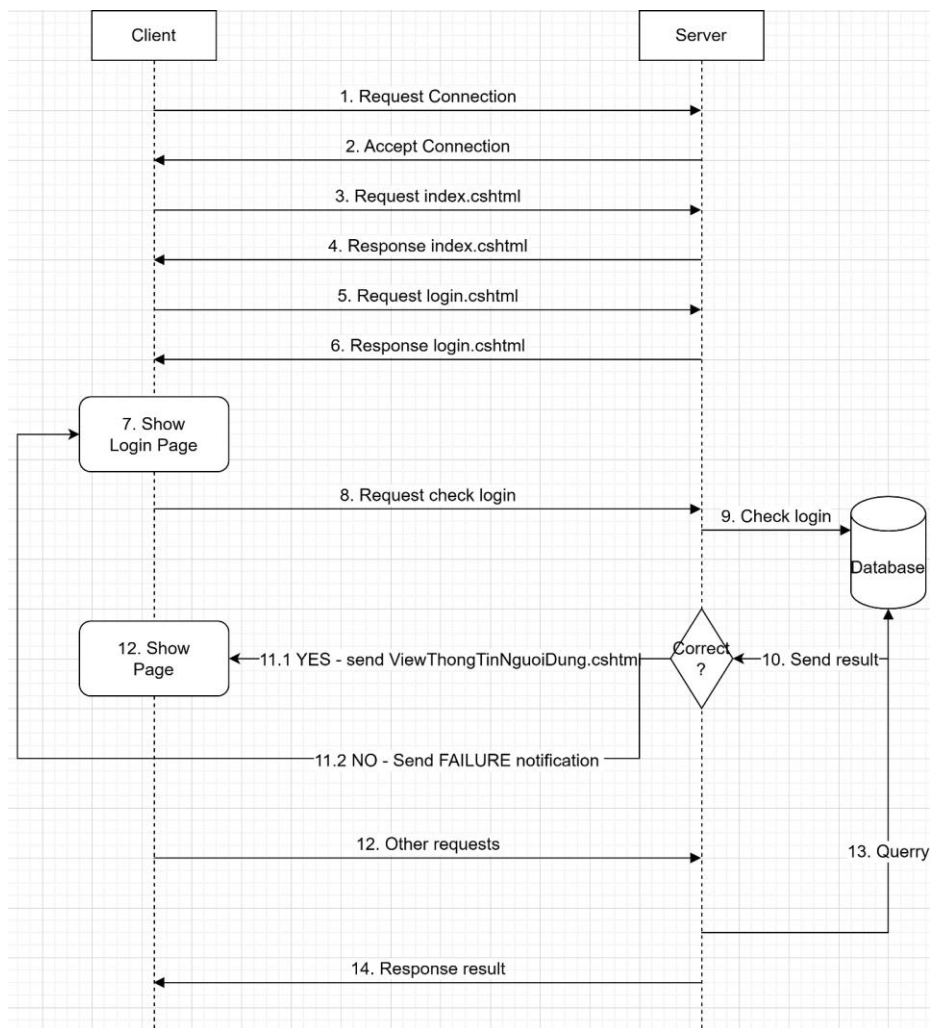 Client
Server
1. Request Connection
2. Accept Connection
3. Request index.cshtml
4. Response index.cshtml
5. Request login.cshtml
6. Response login.cshtml
7. Show
Login Page
8. Request check login
9. Check login
Database
12. Show
Page
11.1 YES - send ViewThongTinNguoiDung.cshtml
Correct
?
10. Send result
11.2 NO - Send FAILURE notification
12. Other requests
13. Querry
14. Response result